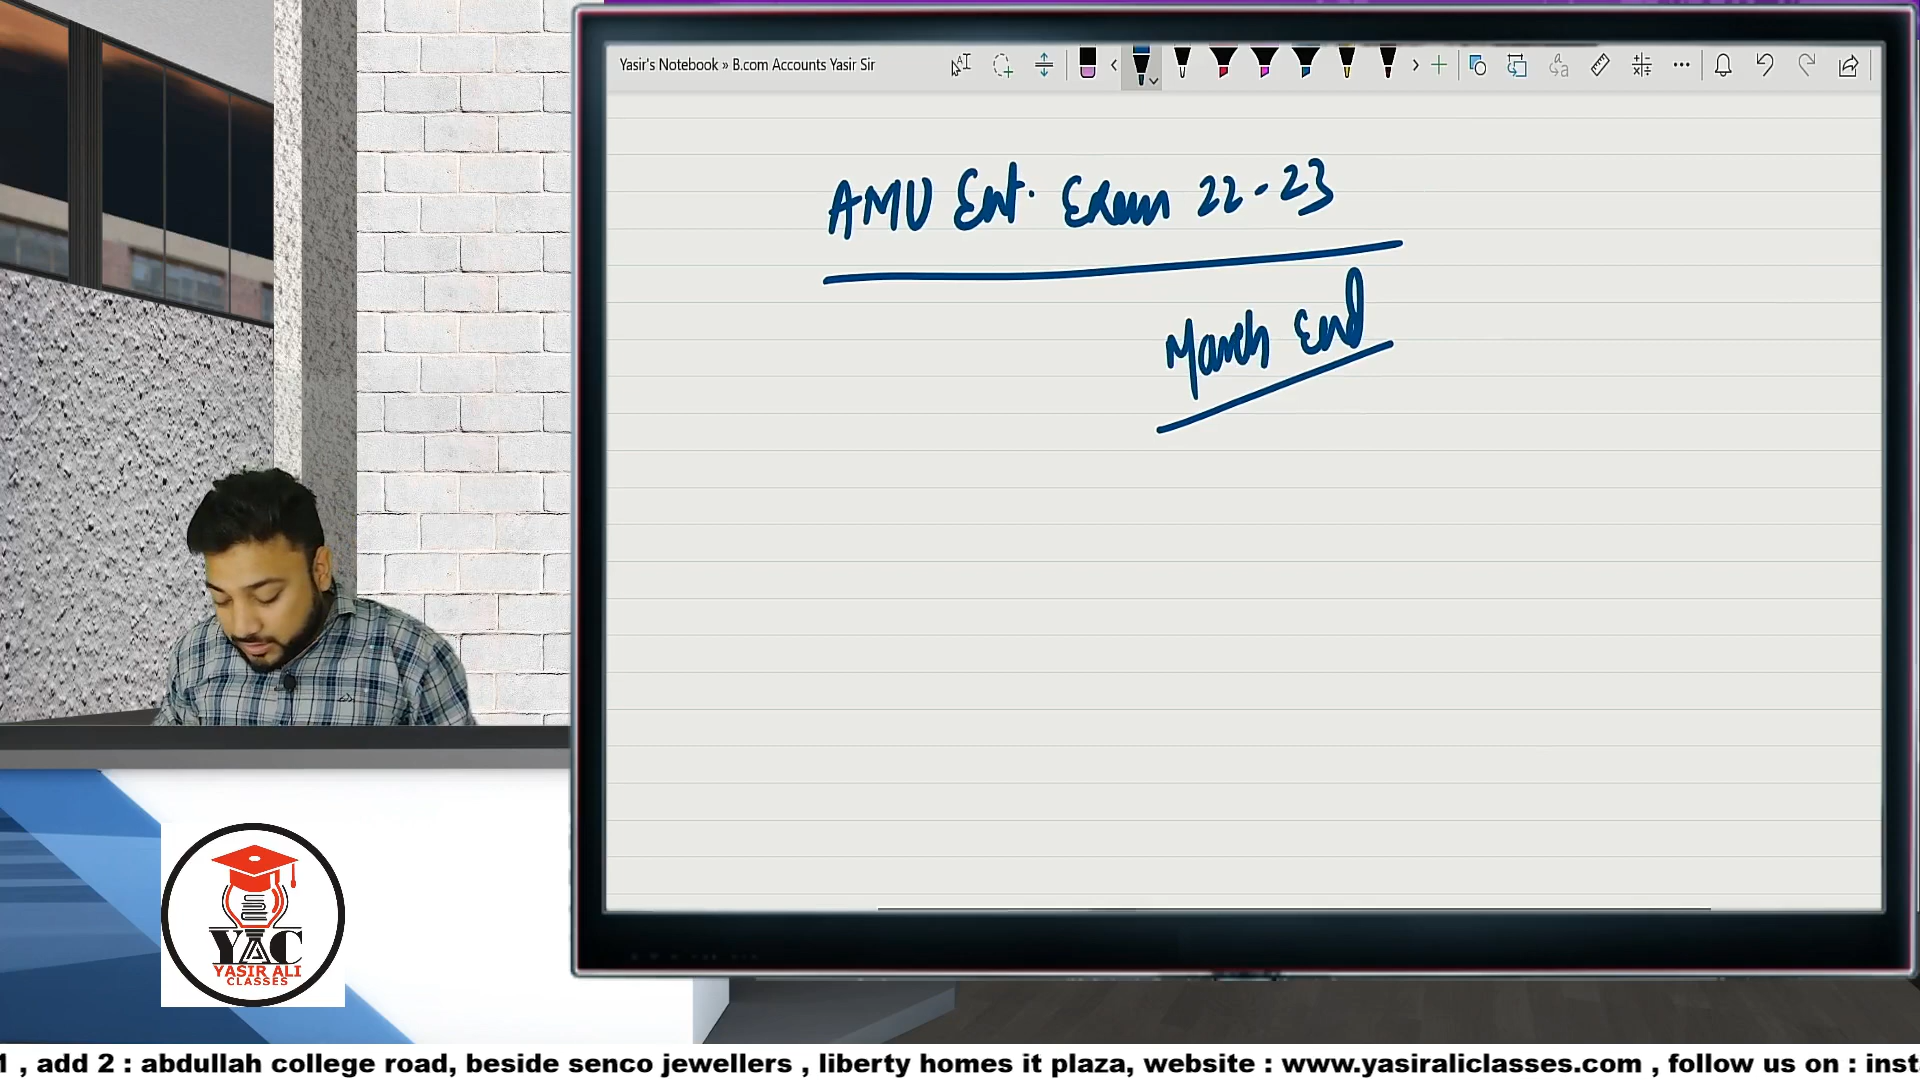 Yasir's Notebook » B.com Accounts Yasir Sir
AMU Ent. Exam 22-23
March End
YAC
YASIR ALI
CLASSES
1 , add 2 : abdullah college road, beside senco jewellers , liberty homes it plaza, website : www.yasiraliclasses.com , follow us on : inst